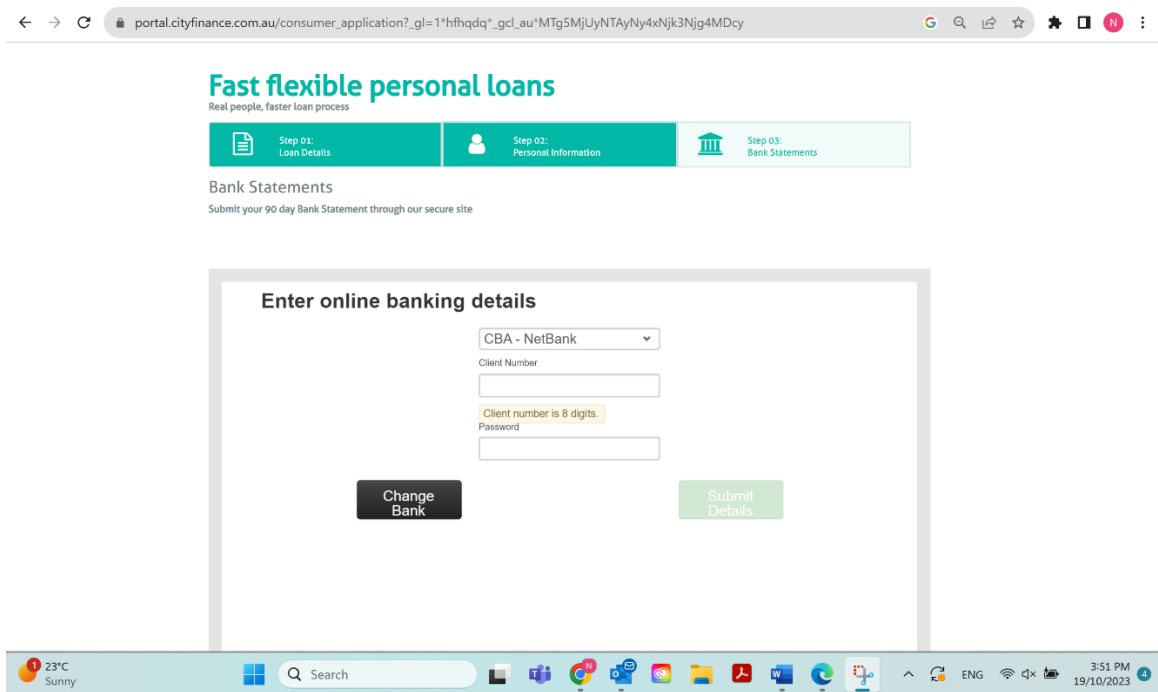 portal.cityfinance.com.au/consumer_application?_gl=1*hfhqdq*_gcl_au*MTg5MjUyNTAyNy4xNjk3Njg4MDcy
G
N
Fast flexible personal loans
Real people, faster loan process
Step 01:
Loan Details
Step 02:
Personal Information
Step 03:
Bank Statements
Bank Statements
Submit your 90 day Bank Statement through our secure site
Enter online banking details
CBA - NetBank
Client Number
Client number is 8 digits.
Password
Change
Bank
Submit
Details
1
23°C
Sunny
Search
N
W
ENG
3:51 PM
19/10/2023
4